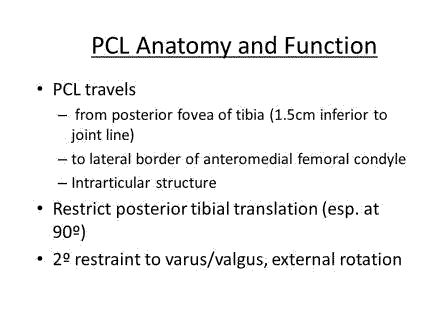 PCL Anatomy and Function
• PCL travels
– from posterior fovea of tibia (1.5cm inferior to
joint line)
– to lateral border of anteromedial femoral condyle
– Intrarticular structure
• Restrict posterior tibial translation (esp. at
90º)
• 2º restraint to varus/valgus, external rotation